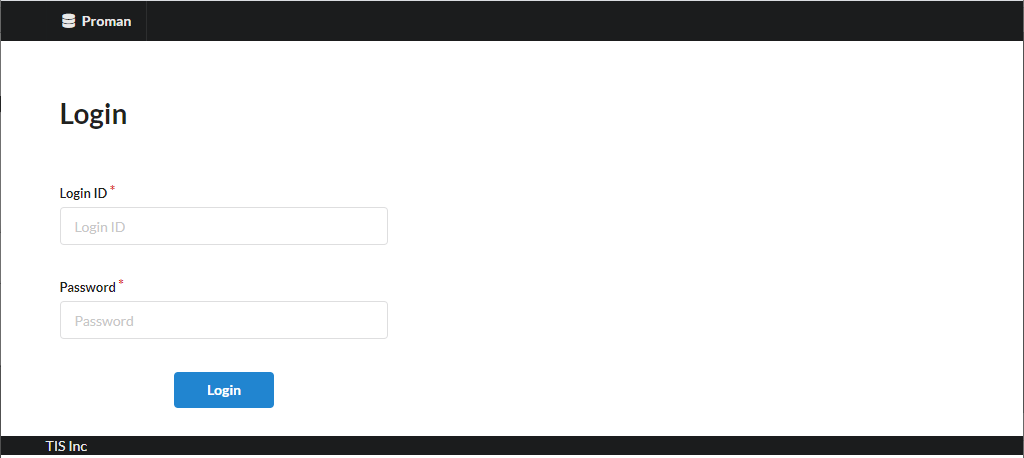 Proman
Login
Login ID *
Login ID
Password *
Password
Login
TIS Inc